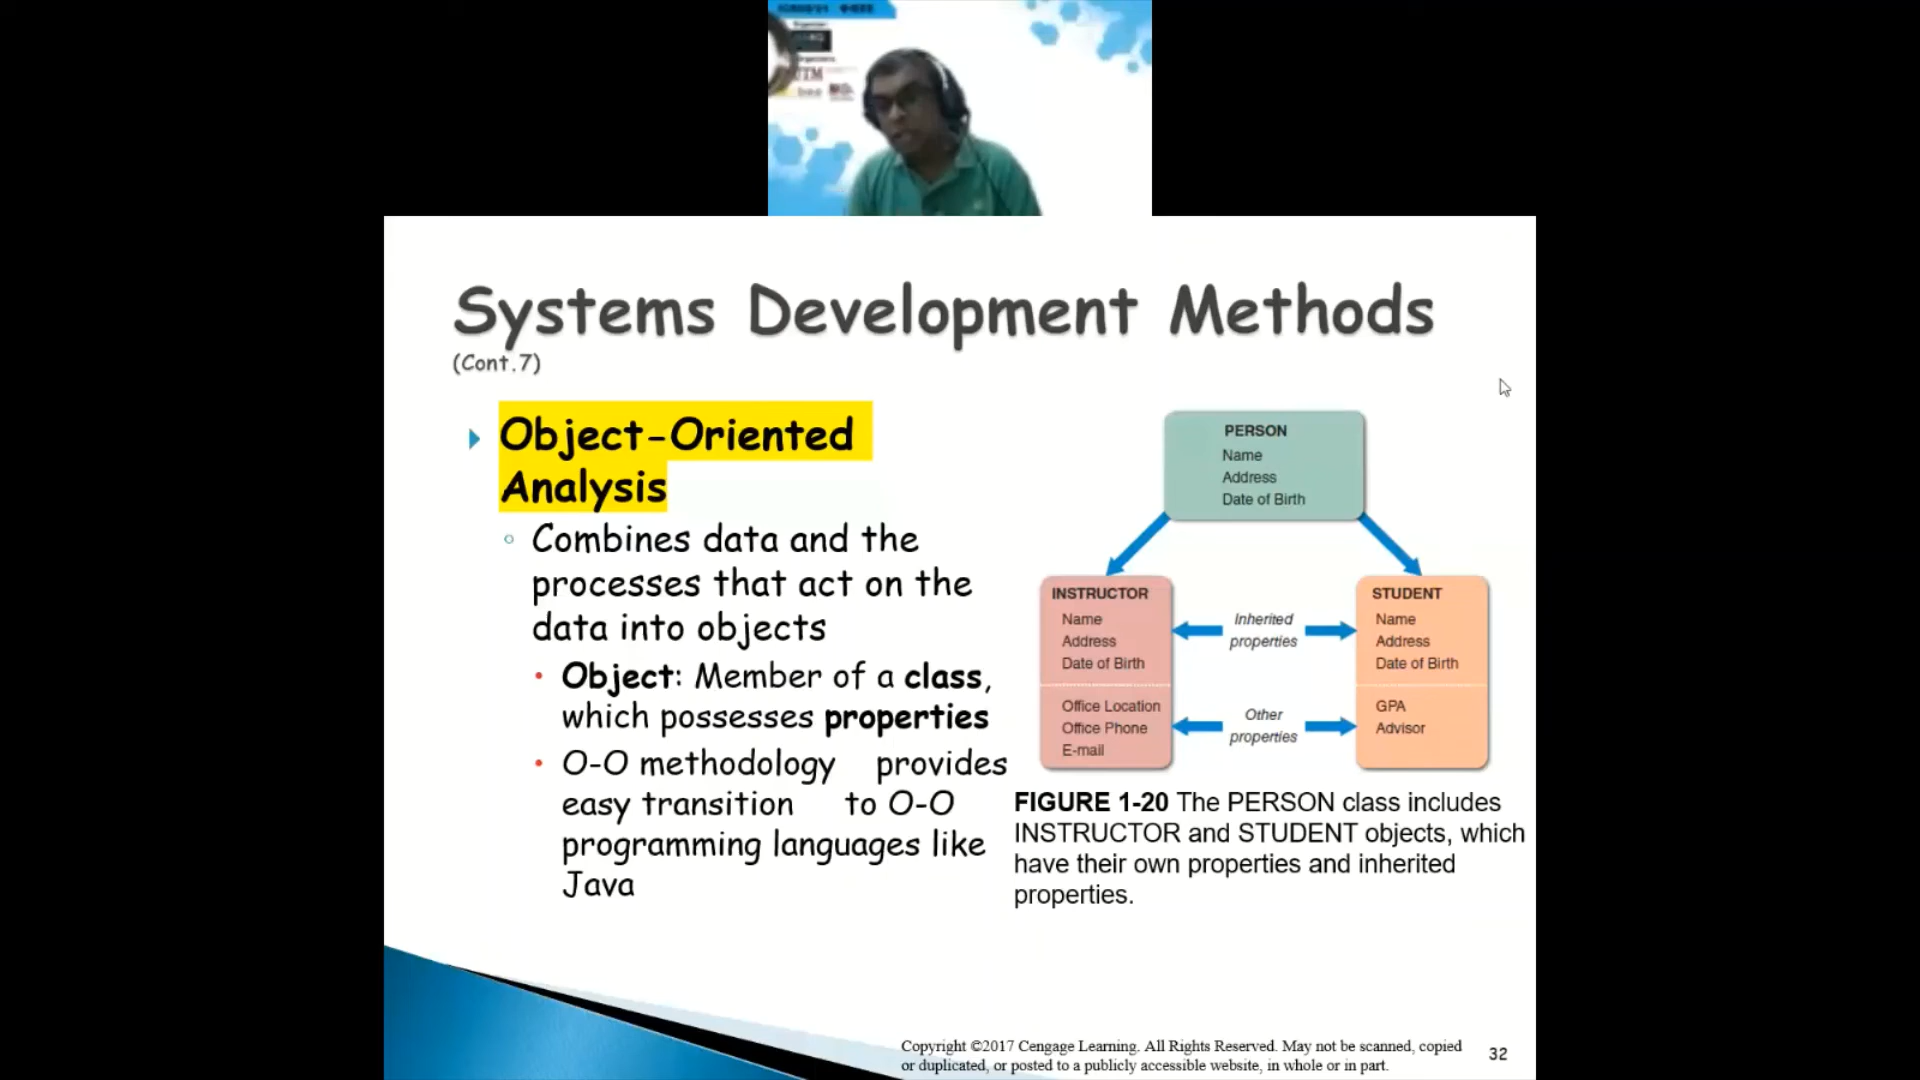 UTM
Systems Development Methods
(Cont.7)
Object-Oriented
Analysis
Combines data and the
processes that act on the
data into objects
Object: Member of a class,
which possesses properties
O-O methodology provides
easy transition to O-O
programming languages like
Java
PERSON
Name
Address
Date of Birth
INSTRUCTOR
Name
Address
Date of Birth
Office Location
Office Phone
E-mail
Inherited
properties
Other
properties
STUDENT
Name
Address
Date of Birth
GPA
Advisor
FIGURE 1-20 The PERSON class includes
INSTRUCTOR and STUDENT objects, which
have their own properties and inherited
properties.
Copyright ©2017 Cengage Learning. All Rights Reserved. May not be scanned, copied
or duplicated, or posted to a publicly accessible website, in whole or in part.
32